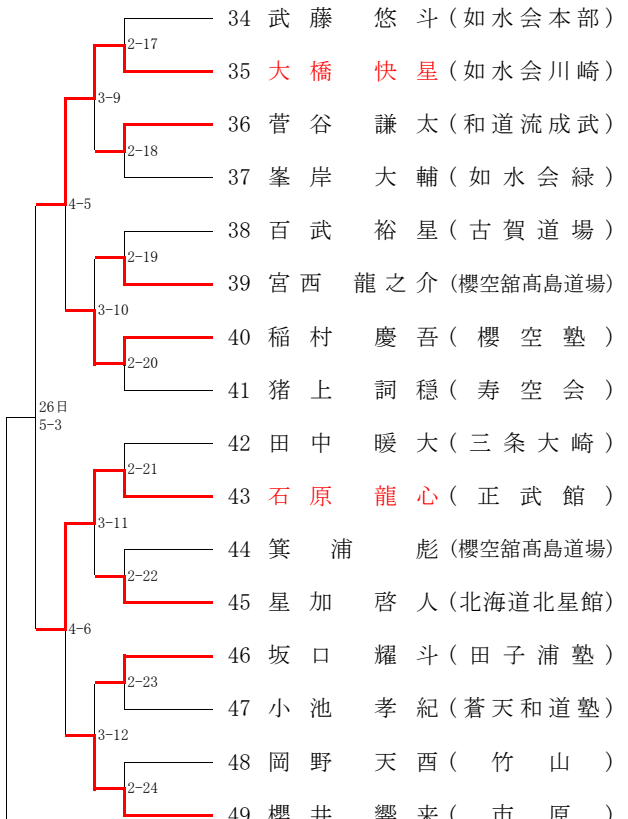 34 武藤 悠斗 (如水会本部)
2-17
35 大橋 快星 (如水会川崎)
3-9
36 菅谷 謙太 (和道流成武)
2-18
37 峯岸 大輔 (如水会緑)
4-5
38 百武 裕星 (古賀道場)
2-19
39 宮西 龍之介 (櫻空舘髙島道場)
3-10
40 稲村 慶吾 (櫻空塾)
2-20
41 猪上 詞穏 (寿空会)
26日
5-3
42 田中 暖大 (三条大崎)
2-21
43 石原 龍心 (正武館)
3-11
44 箕浦 彪 (櫻空舘髙島道場)
2-22
45 星加 啓人 (北海道北星館)
4-6
46 坂口 耀斗 (田子浦塾)
2-23
47 小池 孝紀 (蒼天和道塾)
3-12
48 岡野 天酉 (竹山)
2-24
49 櫻井 響来 (市原)